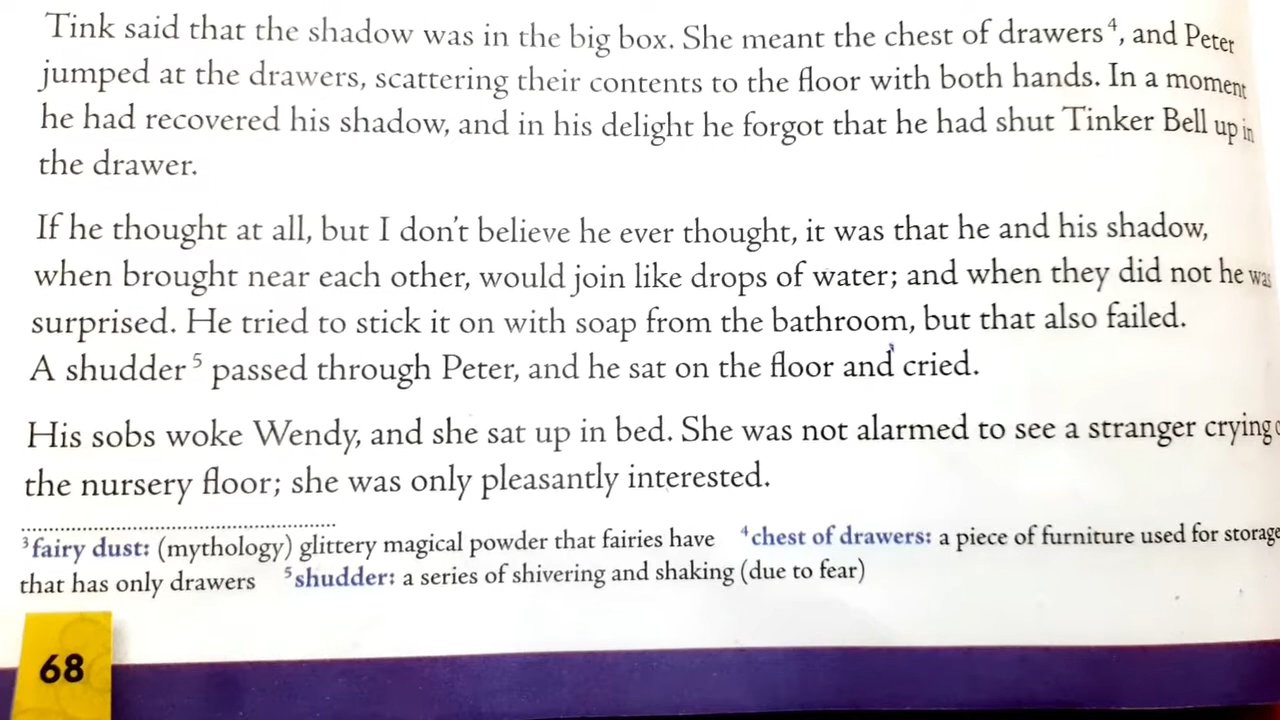 Tink said that the shadow was in the big box. She meant the chest of drawers⁴, and Peter
jumped at the drawers, scattering their contents to the floor with both hands. In a moment
he had recovered his shadow, and in his delight he forgot that he had shut Tinker Bell up in
the drawer.
If he thought at all, but I don't believe he ever thought, it was that he and his shadow,
when brought near each other, would join like drops of water; and when they did not he was
surprised. He tried to stick it on with soap from the bathroom, but that also failed.
A shudder⁵ passed through Peter, and he sat on the floor and cried.
His sobs woke Wendy, and she sat up in bed. She was not alarmed to see a stranger crying
the nursery floor; she was only pleasantly interested.
³fairy dust: (mythology) glittery magical powder that fairies have ⁴chest of drawers: a piece of furniture used for storage
that has only drawers ⁵shudder: a series of shivering and shaking (due to fear)
68